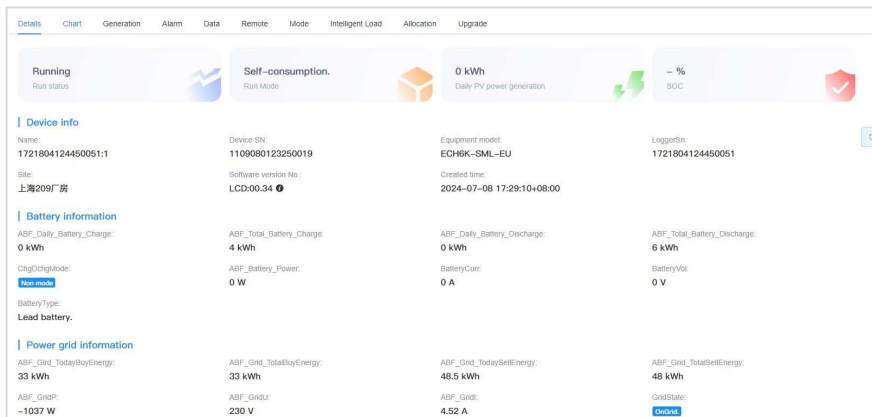 Details Chart Generation Alarm Data Remote Mode Intelligent Load Allocation Upgrade
Running Self-consumption. 0 kWh - %
Run status Run Mode Daily PV power generation SOC
Device info
Name: Device SN: Equipment model: LoggerSn:
1721804124450051:1 1109080123250019 ECH6K-SML-EU 1721804124450051
Site: Software version No.: Created time:
上海209厂房 LCD:00.34 2024-07-08 17:29:10+08:00
Battery information
ABF_Daily_Battery_Charge: ABF_Total_Battery_Charge: ABF_Daily_Battery_Discharge: ABF_Total_Battery_Discharge:
0 kWh 4 kWh 0 kWh 6 kWh
ChgDchgMode: ABF_Battery_Power: BatteryCurr: BatteryVol:
Non mode 0 W 0 A 0 V
BatteryType:
Lead battery.
Power grid information
ABF_Gird_TodayBuyEnergy: ABF_Grid_TotalBuyEnergy: ABF_Grid_TodaySellEnergy: ABF_Grid_TotalSellEnergy:
33 kWh 33 kWh 48.5 kWh 48 kWh
ABF_GridP: ABF_GridU: ABF_GridI: GridState:
-1037 W 230 V 4.52 A OnGrid.